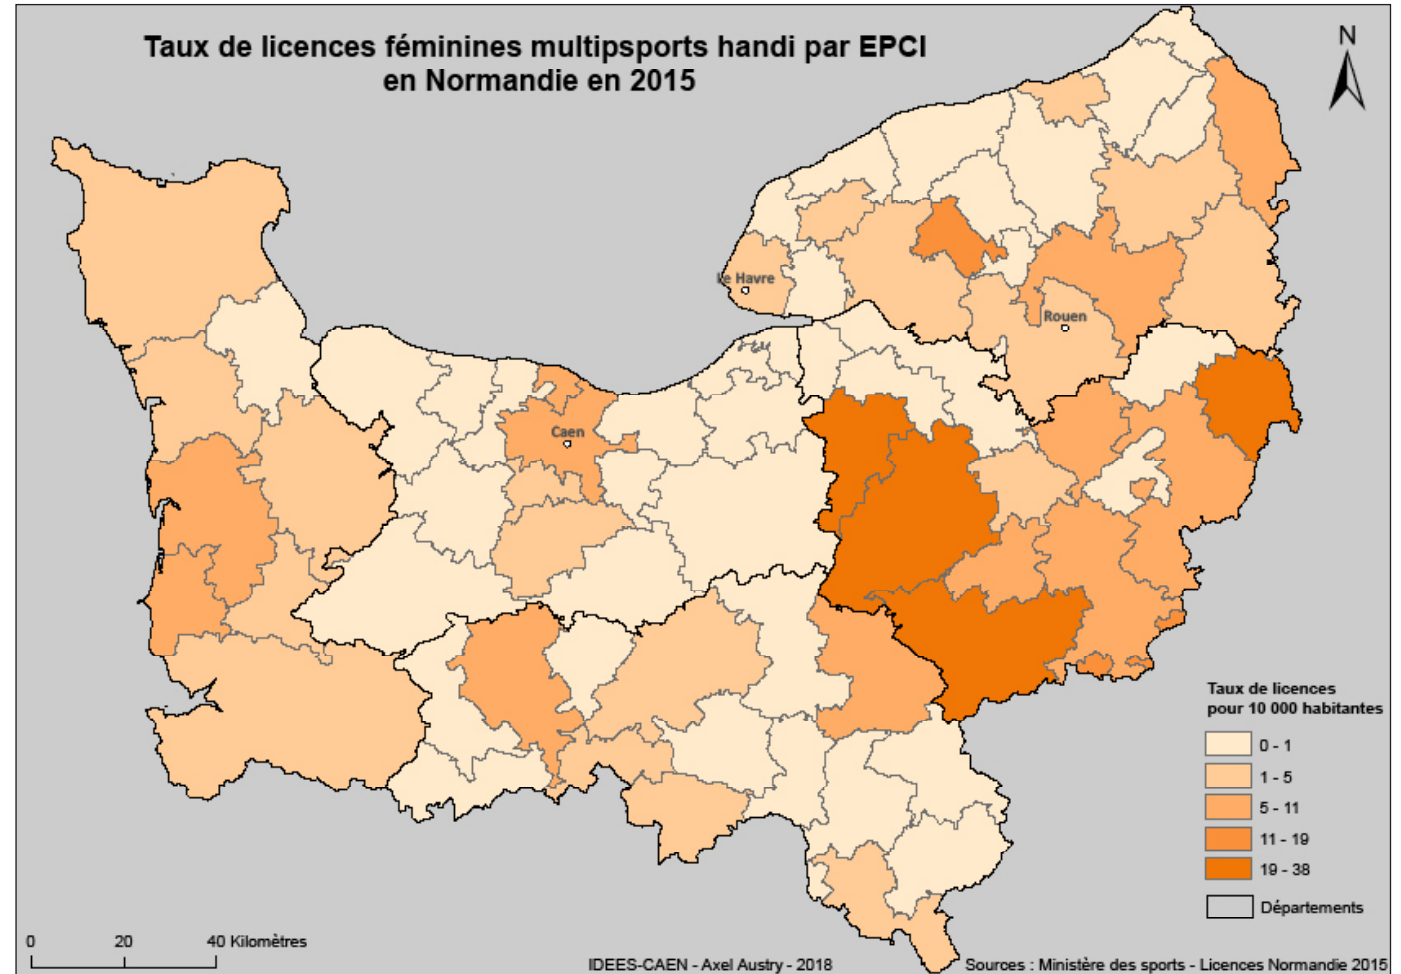 Taux de licences féminines multipsports handi par EPCI
en Normandie en 2015
N
le Havre
Rouen
Caen
Taux de licences
pour 10 000 habitantes
0 - 1
1 - 5
5 - 11
11 - 19
19 - 38
Départements
0 20 40 Kilomètres
IDEES-CAEN - Axel Austry - 2018
Sources : Ministère des sports - Licences Normandie 2015